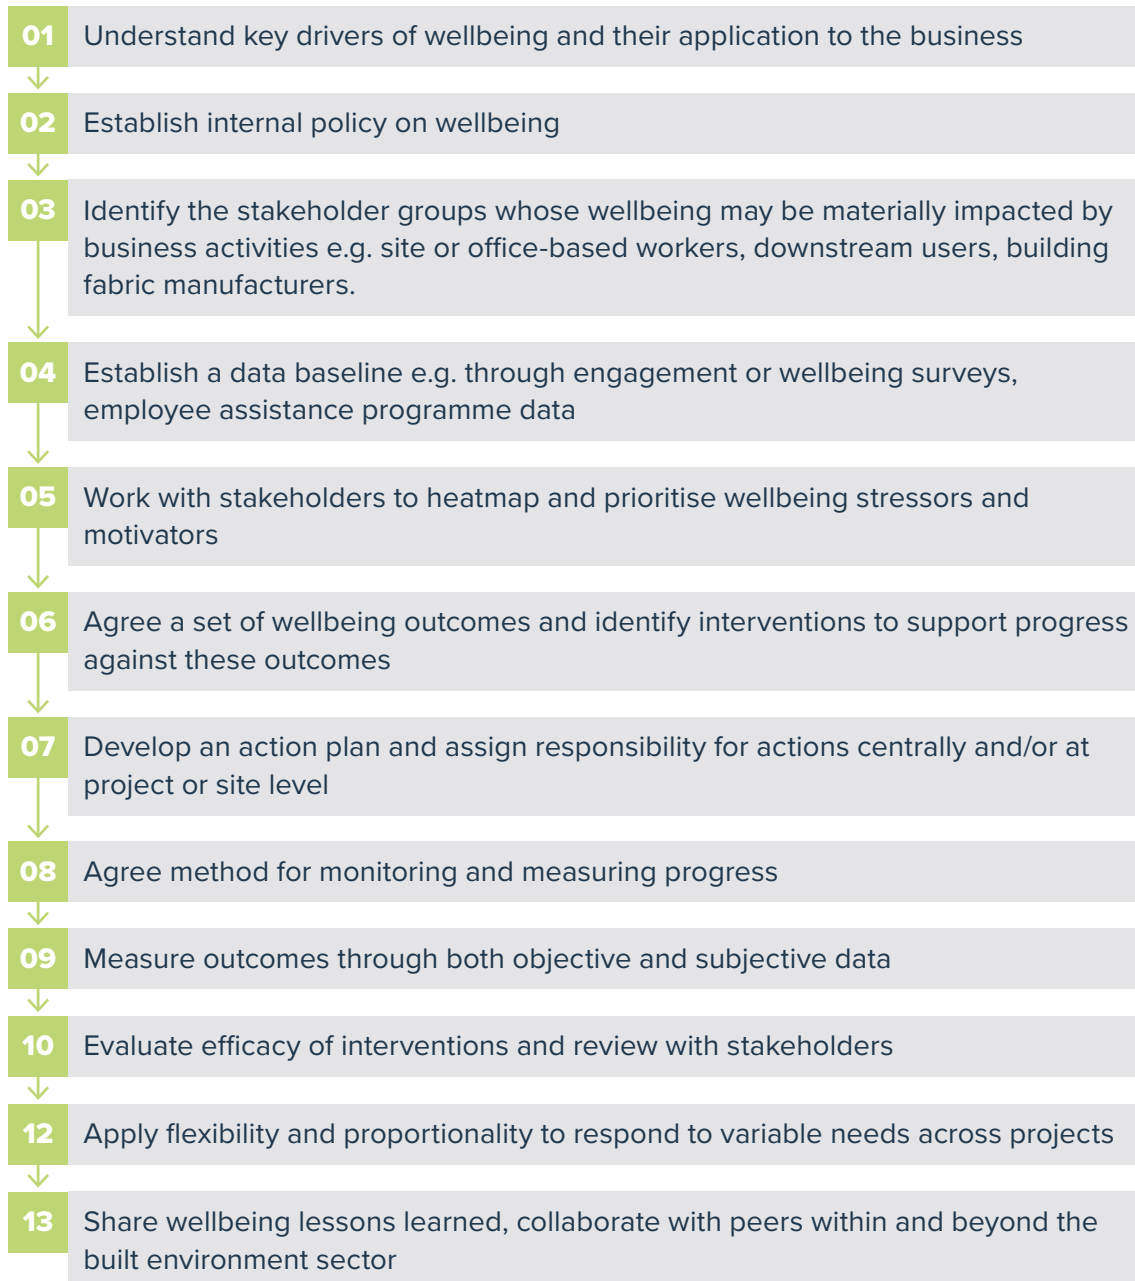 01 Understand key drivers of wellbeing and their application to the business
02 Establish internal policy on wellbeing
03 Identify the stakeholder groups whose wellbeing may be materially impacted by
business activities e.g. site or office-based workers, downstream users, building
fabric manufacturers.
04 Establish a data baseline e.g. through engagement or wellbeing surveys,
employee assistance programme data
05 Work with stakeholders to heatmap and prioritise wellbeing stressors and
motivators
06 Agree a set of wellbeing outcomes and identify interventions to support progress
against these outcomes
07 Develop an action plan and assign responsibility for actions centrally and/or at
project or site level
08 Agree method for monitoring and measuring progress
09 Measure outcomes through both objective and subjective data
10 Evaluate efficacy of interventions and review with stakeholders
12 Apply flexibility and proportionality to respond to variable needs across projects
13 Share wellbeing lessons learned, collaborate with peers within and beyond the
built environment sector